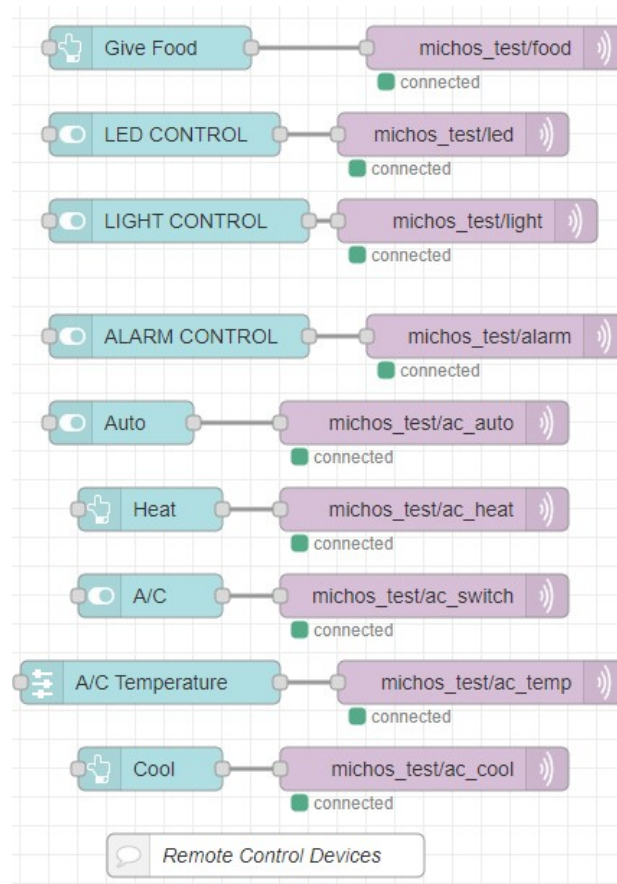 Give Food michos_test/food
connected
LED CONTROL michos_test/led
connected
LIGHT CONTROL michos_test/light
connected
ALARM CONTROL michos_test/alarm
connected
Auto michos_test/ac_auto
connected
Heat michos_test/ac_heat
connected
A/C michos_test/ac_switch
connected
A/C Temperature michos_test/ac_temp
connected
Cool michos_test/ac_cool
connected
Remote Control Devices